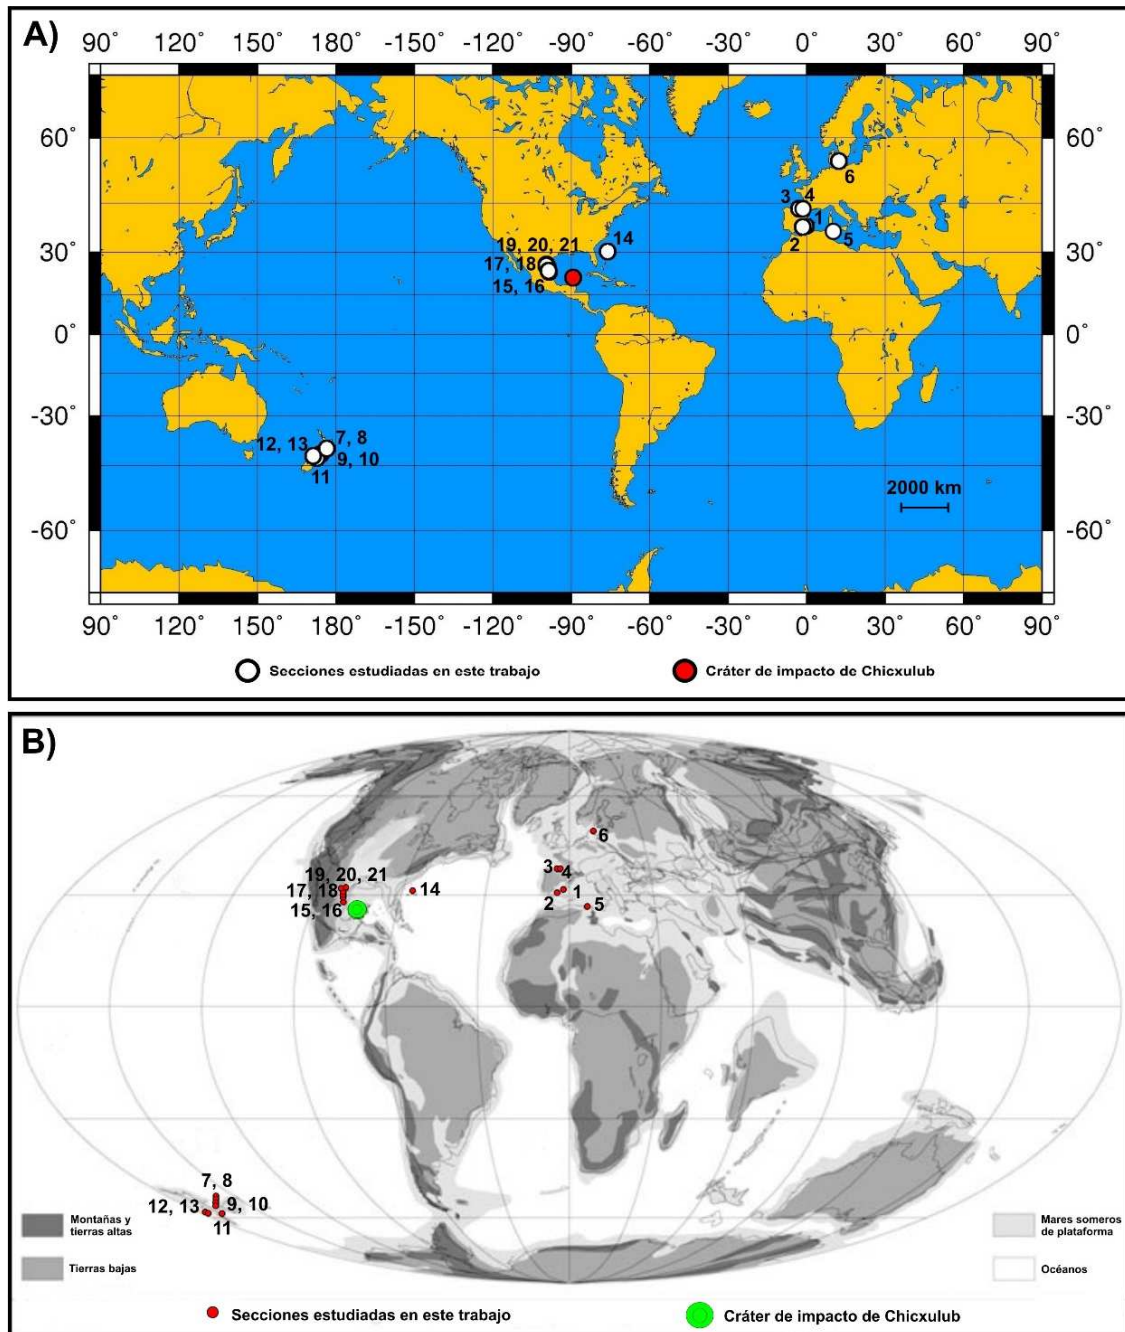 A)
90° 120° 150° 180° -150° -120° -90° -60° -30° 0° 30° 60° 90°
60° 60°
6
3 4
1
2 5
14
19, 20, 21
30° 30°
17, 18
15, 16
0° 0°
-30° -30°
12, 13 7, 8
9, 10
11
2000 km
-60° -60°
90° 120° 150° 180° -150° -120° -90° -60° -30° 0° 30° 60° 90°
Secciones estudiadas en este trabajo Cráter de impacto de Chicxulub
B)
6
3 4
19, 20, 21
17, 18 14 1
2 5
15, 16
7, 8
12, 13 9, 10
11
Montañas y
tierras altas
Tierras bajas
Mares someros
de plataforma
Océanos
Secciones estudiadas en este trabajo Cráter de impacto de Chicxulub